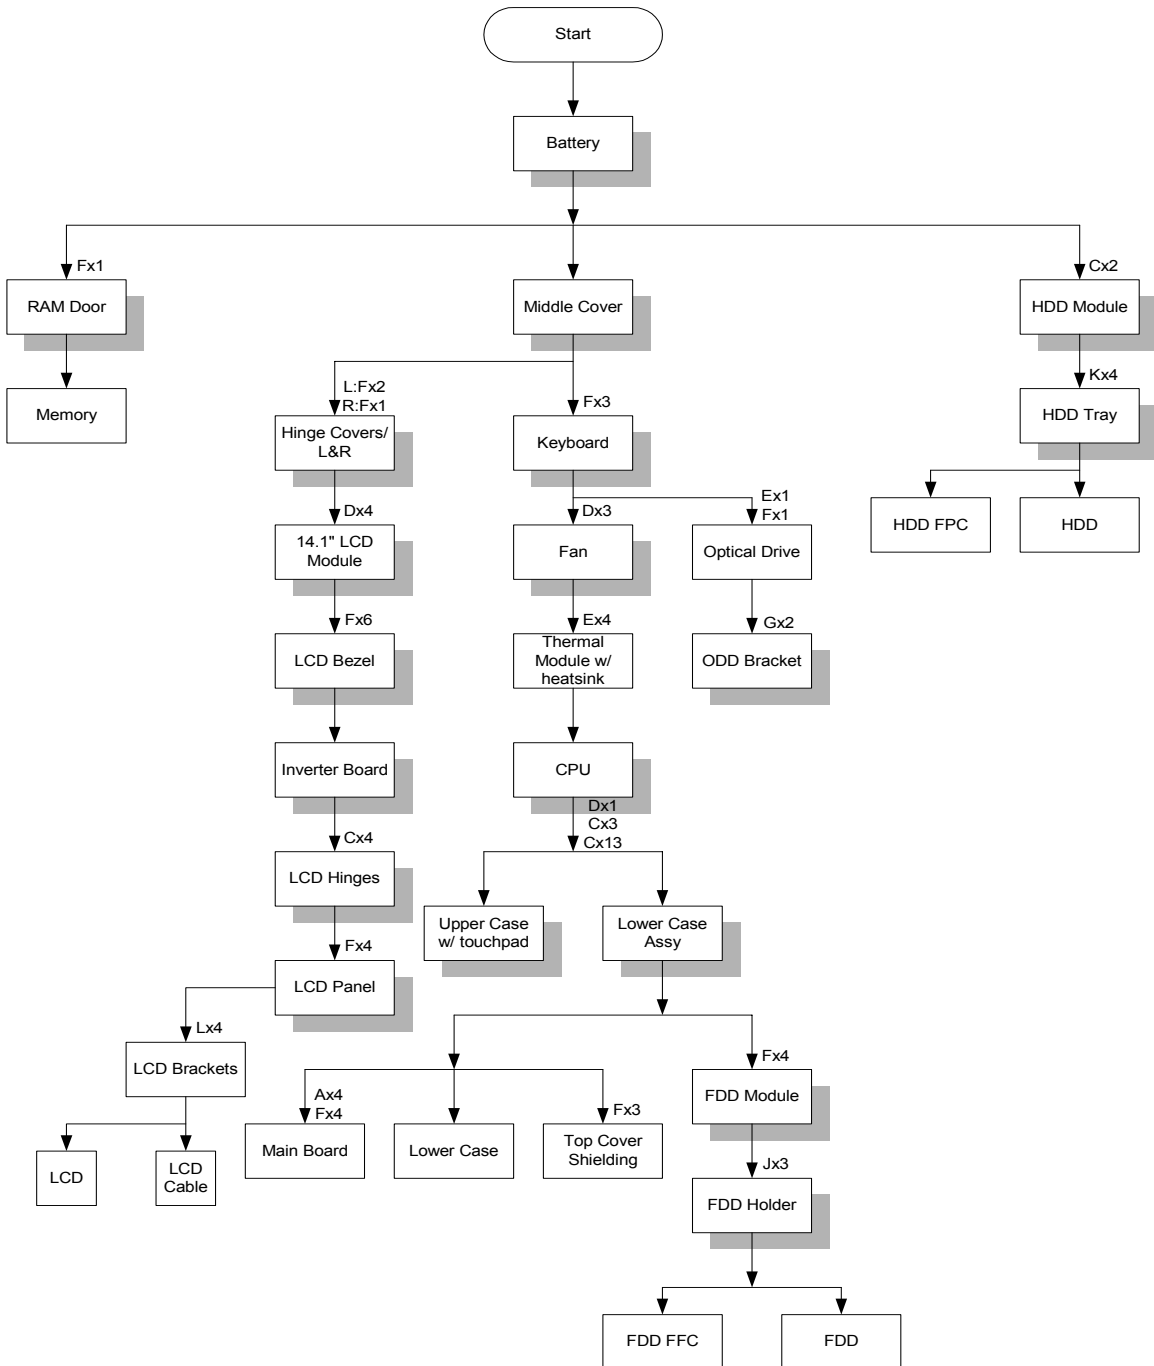 Start
Battery
Fx1
Cx2
RAM Door
Middle Cover
HDD Module
L:Fx2
R:Fx1
Fx3
Kx4
Memory
Hinge Covers/
L&R
Keyboard
HDD Tray
Dx4
Dx3
Ex1
Fx1
HDD FPC
HDD
14.1" LCD
Module
Fan
Optical Drive
Fx6
Ex4
Gx2
LCD Bezel
Thermal
Module w/
heatsink
ODD Bracket
Inverter Board
CPU
Cx4
Dx1
Cx3
Cx13
LCD Hinges
Upper Case
w/ touchpad
Lower Case
Assy
Fx4
LCD Panel
Lx4
LCD Brackets
Fx4
FDD Module
Ax4
Fx4
Fx3
Main Board
Lower Case
Top Cover
Shielding
LCD
LCD
Cable
Jx3
FDD Holder
FDD FFC
FDD